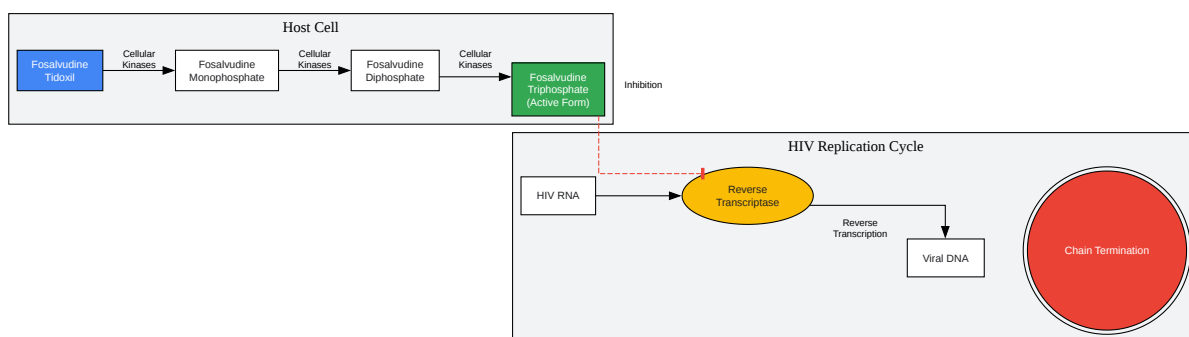 Host Cell
Fosalvudine
Tidoxil
Cellular
Kinases
Fosalvudine
Monophosphate
Cellular
Kinases
Fosalvudine
Diphosphate
Cellular
Kinases
Fosalvudine
Triphosphate
(Active Form)
Inhibition
HIV Replication Cycle
HIV RNA
Reverse
Transcriptase
Reverse
Transcription
Viral DNA
Chain Termination